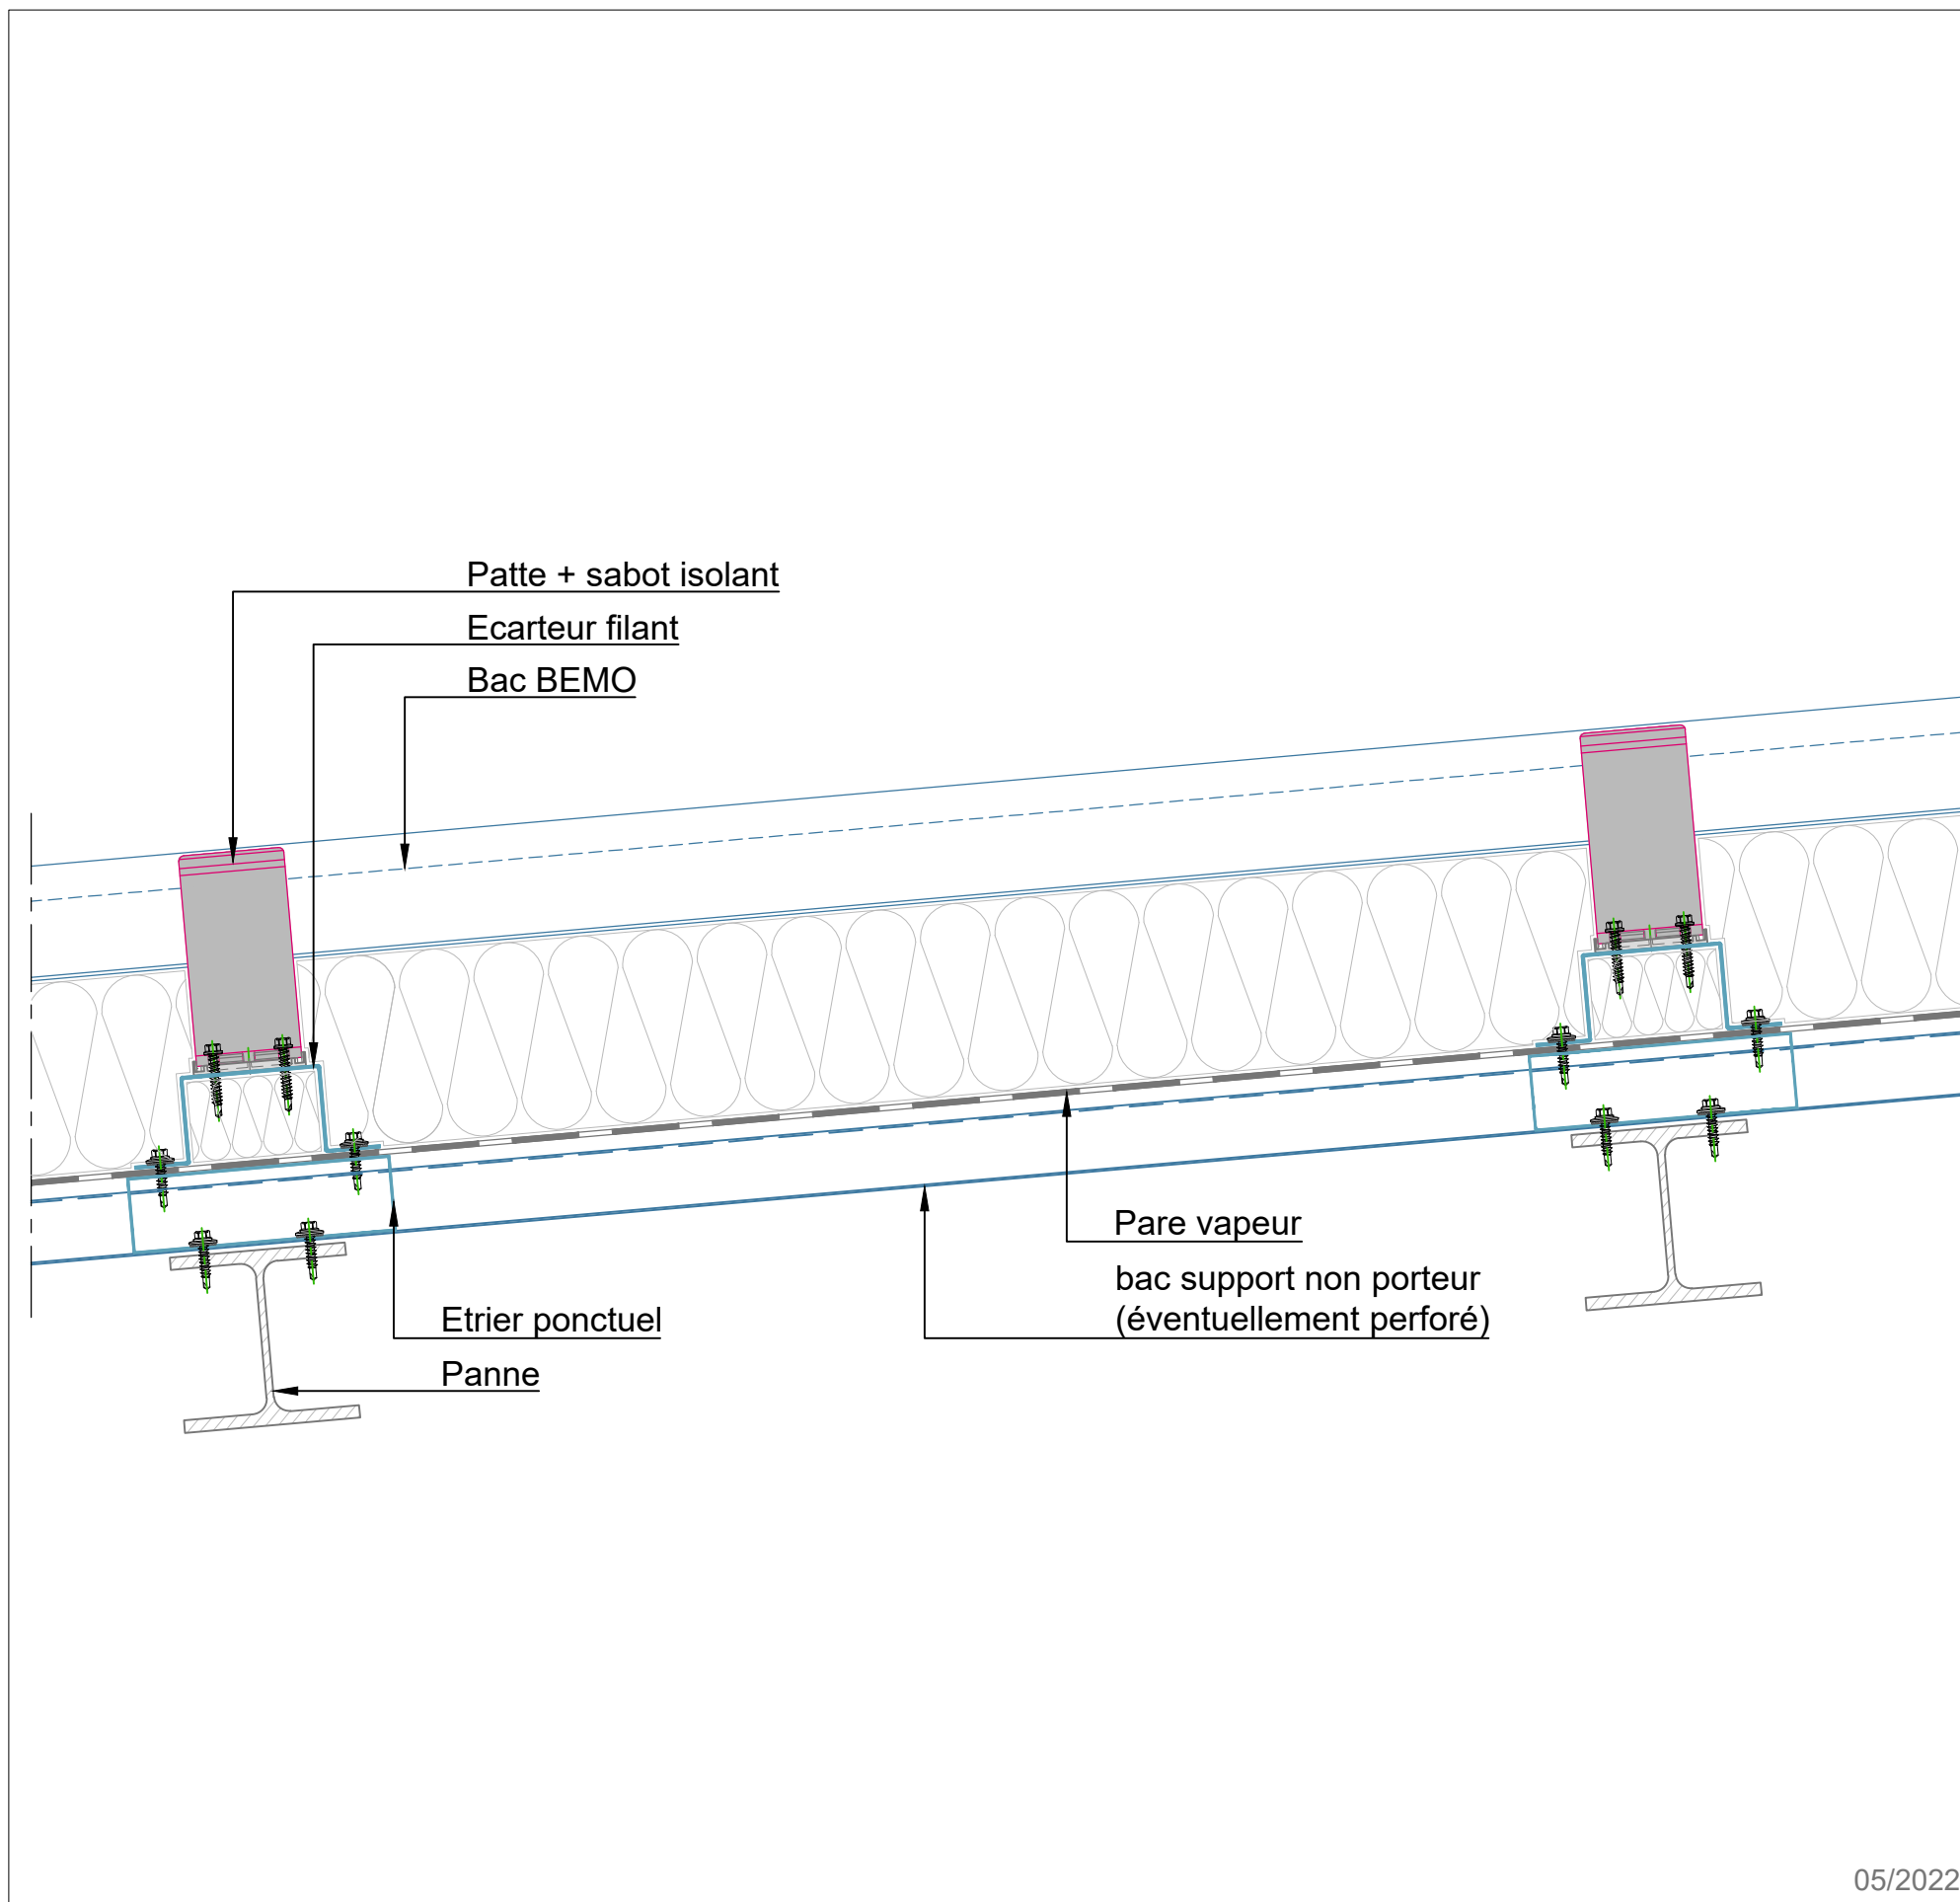 Patte + sabot isolant
Ecarteur filant
Bac BEMO
Pare vapeur
bac support non porteur
(éventuellement perforé)
Etrier ponctuel
Panne
05/2022